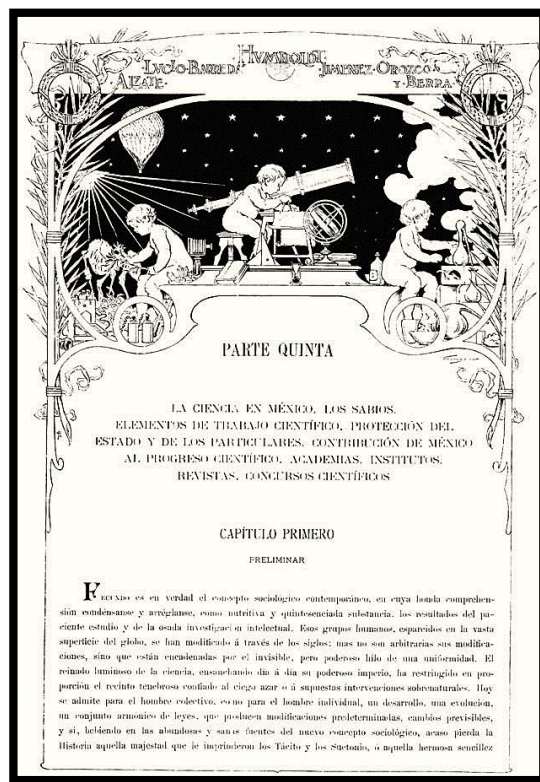 HUMBOLDT
LUCIO·BARREDA
JIMENEZ·OROZCO
ALZATE·
Y·BERRA·
PARTE QUINTA
LA CIENCIA EN MÉXICO. LOS SABIOS.
ELEMENTOS DE TRABAJO CIENTÍFICO. PROTECCIÓN DEL
ESTADO Y DE LOS PARTICULARES. CONTRIBUCIÓN DE MÉXICO
AL PROGRESO CIENTÍFICO. ACADEMIAS. INSTITUTOS.
REVISTAS. CONCURSOS CIENTÍFICOS
CAPÍTULO PRIMERO
PRELIMINAR
FECUNDO es en verdad el concepto sociológico contemporáneo, en cuya honda comprehen-
sión condénsanse y arréglanse, como nutritiva y quintesenciada substancia, los resultados del pa-
ciente estudio y de la osada investigación intelectual. Esos grupos humanos, esparcidos en la vasta
superficie del globo, se han modificado á través de los siglos; mas no son arbitrarias sus modifica-
ciones, sino que están encadenadas por el invisible, pero poderoso hilo de una uniformidad. El
reinado luminoso de la ciencia, ensanchando día á día su poderoso imperio, ha restringido en pro-
porción el recinto tenebroso confiado al ciego azar o á supuestas intervenciones sobrenaturales. Hoy
se admite para el hombre colectivo, como para el hombre individual, un desarrollo, una evolución,
un conjunto armónico de leyes, que producen modificaciones predeterminadas, cambios previsibles,
y si, bebiendo en las abundosas y sanas fuentes del nuevo concepto sociológico, acaso pierda la
Historia aquella majestad que le imprimieron los Tácito y los Suetonio, ó aquella hermosa sencillez